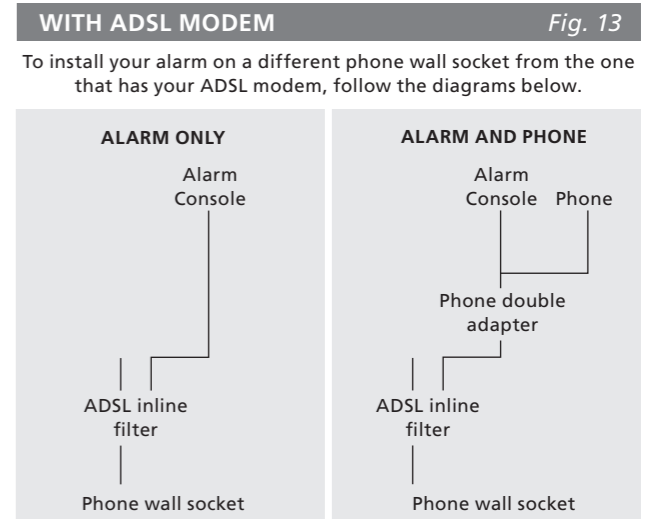 WITH ADSL MODEM Fig. 13
To install your alarm on a different phone wall socket from the one
that has your ADSL modem, follow the diagrams below.
ALARM ONLY
Alarm
Console
ADSL inline
filter
Phone wall socket
ALARM AND PHONE
Alarm
Console Phone
Phone double
adapter
ADSL inline
filter
Phone wall socket